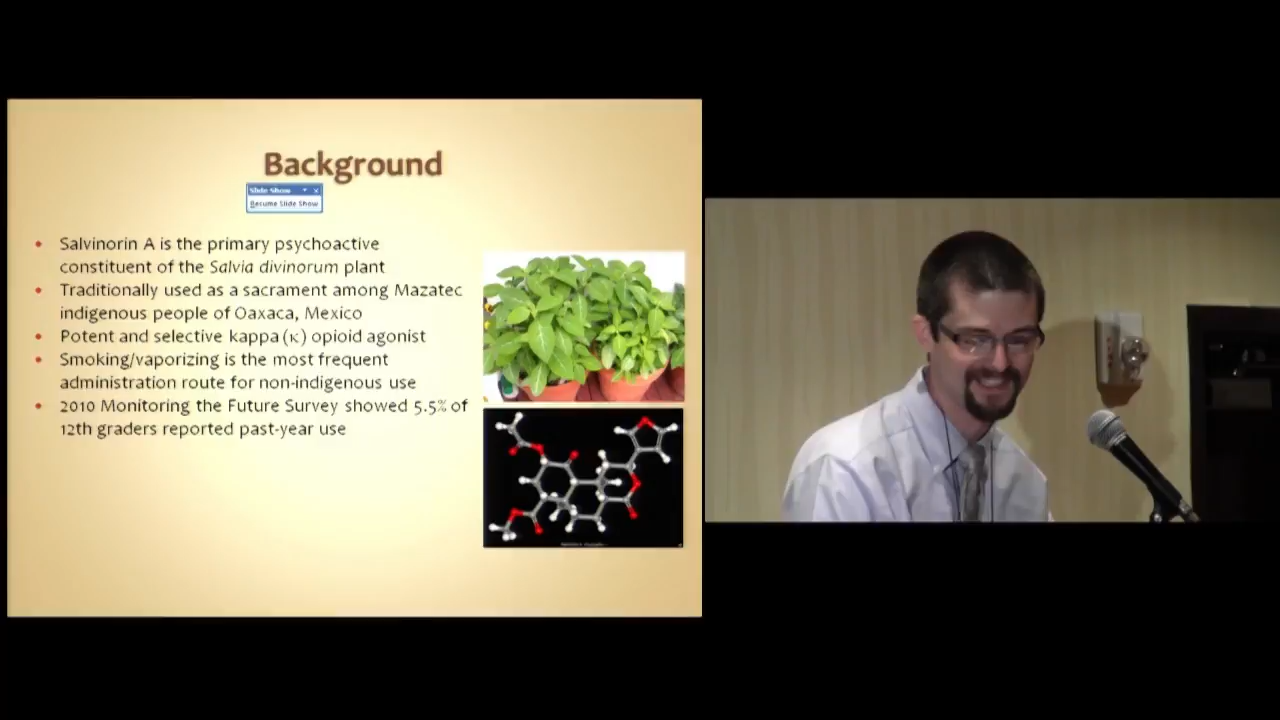 Background
Slide Show
Resume Slide Show
• Salvinorin A is the primary psychoactive
constituent of the Salvia divinorum plant
• Traditionally used as a sacrament among Mazatec
indigenous people of Oaxaca, Mexico
• Potent and selective kappa (κ) opioid agonist
• Smoking/vaporizing is the most frequent
administration route for non-indigenous use
• 2010 Monitoring the Future Survey showed 5.5% of
12th graders reported past-year use